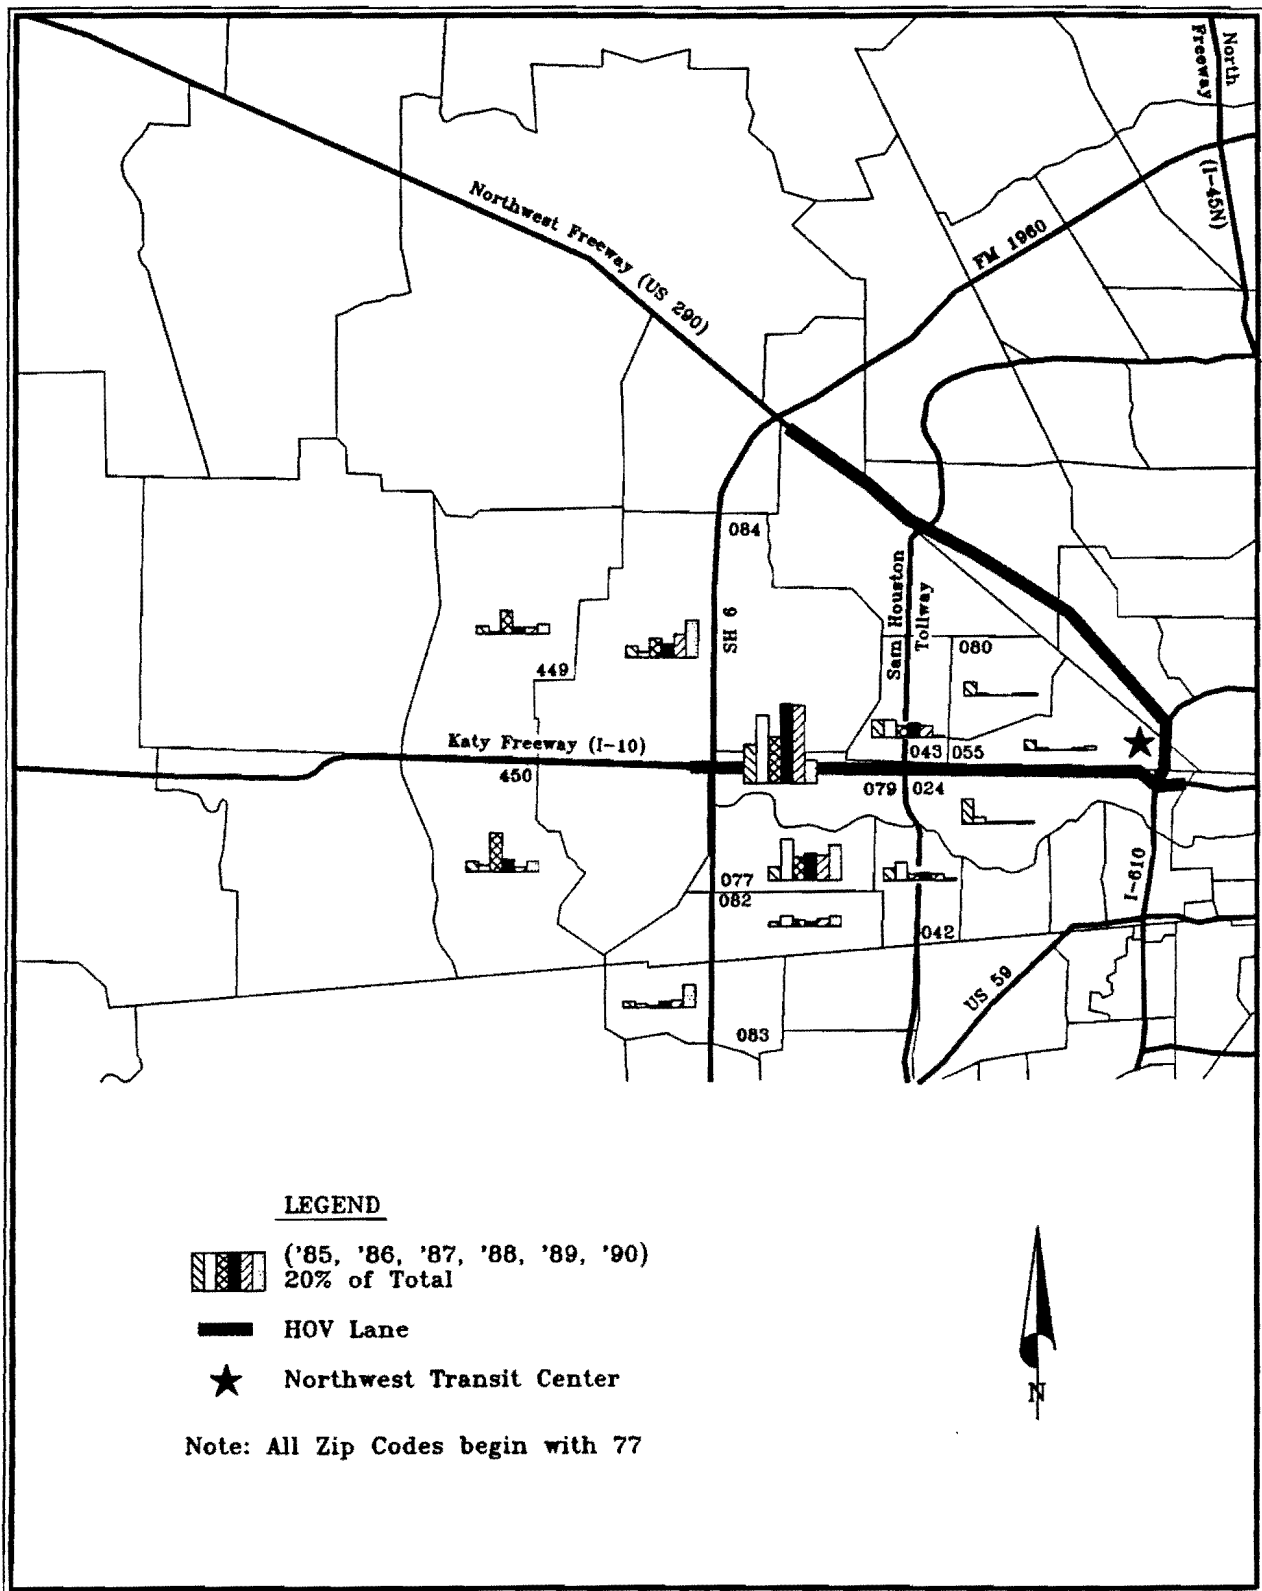 North
Freeway
(I-45N)
FM 1960
Northwest Freeway (US 290)
084
SH 6
Sam Houston
Tollway
080
449
Katy Freeway (I-10)
450
043
055
079
024
077
082
I-610
042
US 59
083
LEGEND
('85, '86, '87, '88, '89, '90)
20% of Total
HOV Lane
Northwest Transit Center
N
Note: All Zip Codes begin with 77